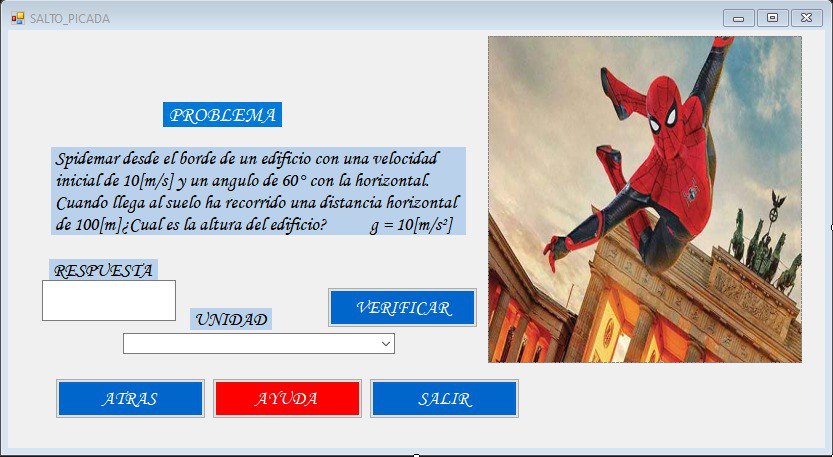 SALTO_PICADA
PROBLEMA
Spidemar desde el borde de un edificio con una velocidad
inicial de 10[m/s] y un angulo de 60° con la horizontal.
Cuando llega al suelo ha recorrido una distancia horizontal
de 100[m]¿Cual es la altura del edificio? g = 10[m/s²]
RESPUESTA
UNIDAD
VERIFICAR
ATRAS
AYUDA
SALIR